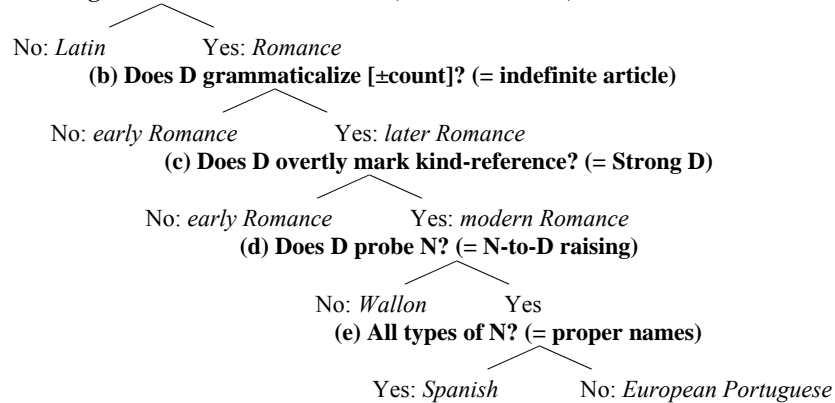 No: Latin Yes: Romance
(b) Does D grammaticalize [±count]? (= indefinite article)
No: early Romance Yes: later Romance
(c) Does D overtly mark kind-reference? (= Strong D)
No: early Romance Yes: modern Romance
(d) Does D probe N? (= N-to-D raising)
No: Wallon Yes
(e) All types of N? (= proper names)
Yes: Spanish No: European Portuguese